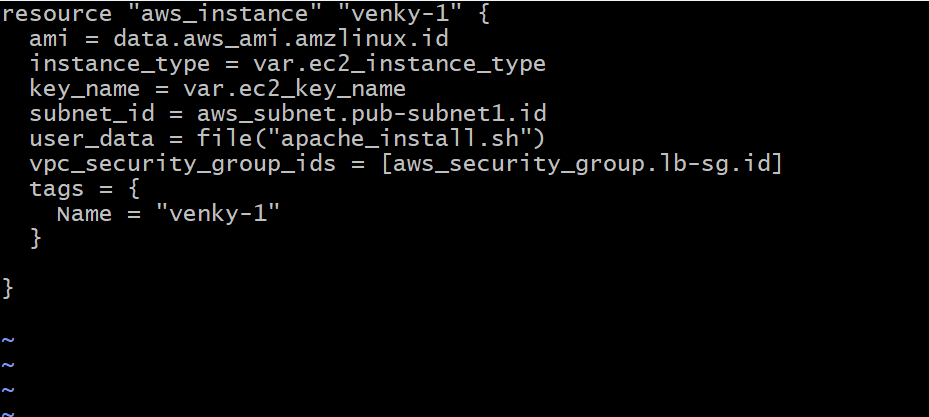 resource "aws_instance" "venky-1" {
  ami = data.aws_ami.amzlinux.id
  instance_type = var.ec2_instance_type
  key_name = var.ec2_key_name
  subnet_id = aws_subnet.pub-subnet1.id
  user_data = file("apache_install.sh")
  vpc_security_group_ids = [aws_security_group.lb-sg.id]
  tags = {
    Name = "venky-1"
  }

}

~
~
~
~